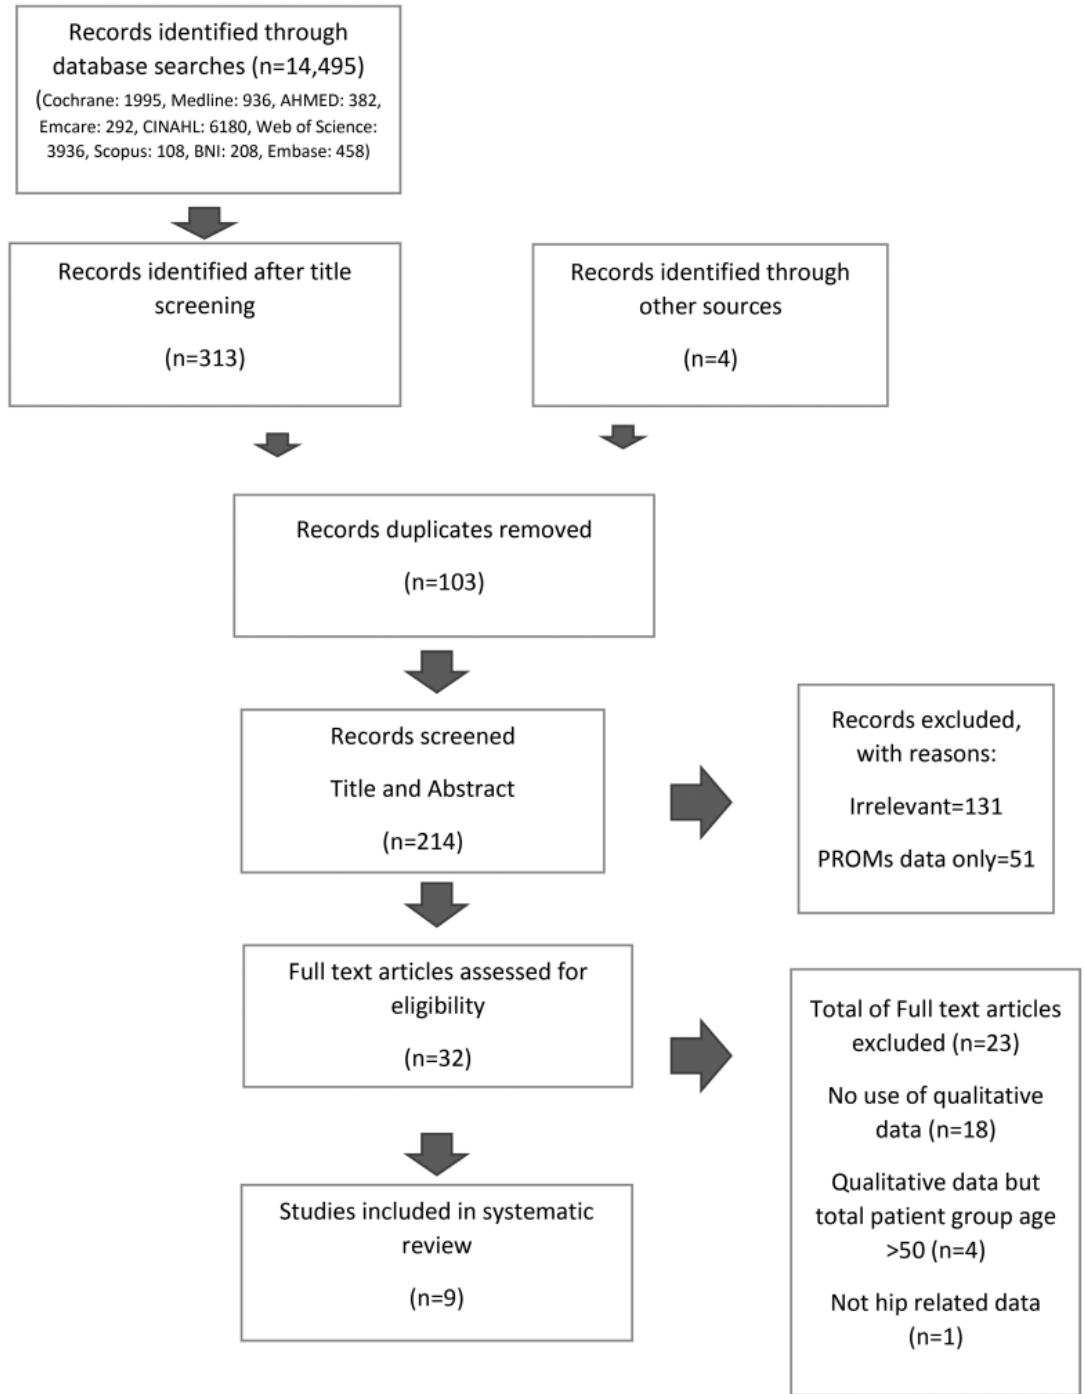 Records identified through
database searches (n=14,495)
(Cochrane: 1995, Medline: 936, AHMED: 382,
Emcare: 292, CINAHL: 6180, Web of Science:
3936, Scopus: 108, BNI: 208, Embase: 458)
Records identified after title
screening
(n=313)
Records identified through
other sources
(n=4)
Records duplicates removed
(n=103)
Records screened
Title and Abstract
(n=214)
Records excluded,
with reasons:
Irrelevant=131
PROMs data only=51
Full text articles assessed for
eligibility
(n=32)
Total of Full text articles
excluded (n=23)
No use of qualitative
data (n=18)
Qualitative data but
total patient group age
>50 (n=4)
Not hip related data
(n=1)
Studies included in systematic
review
(n=9)